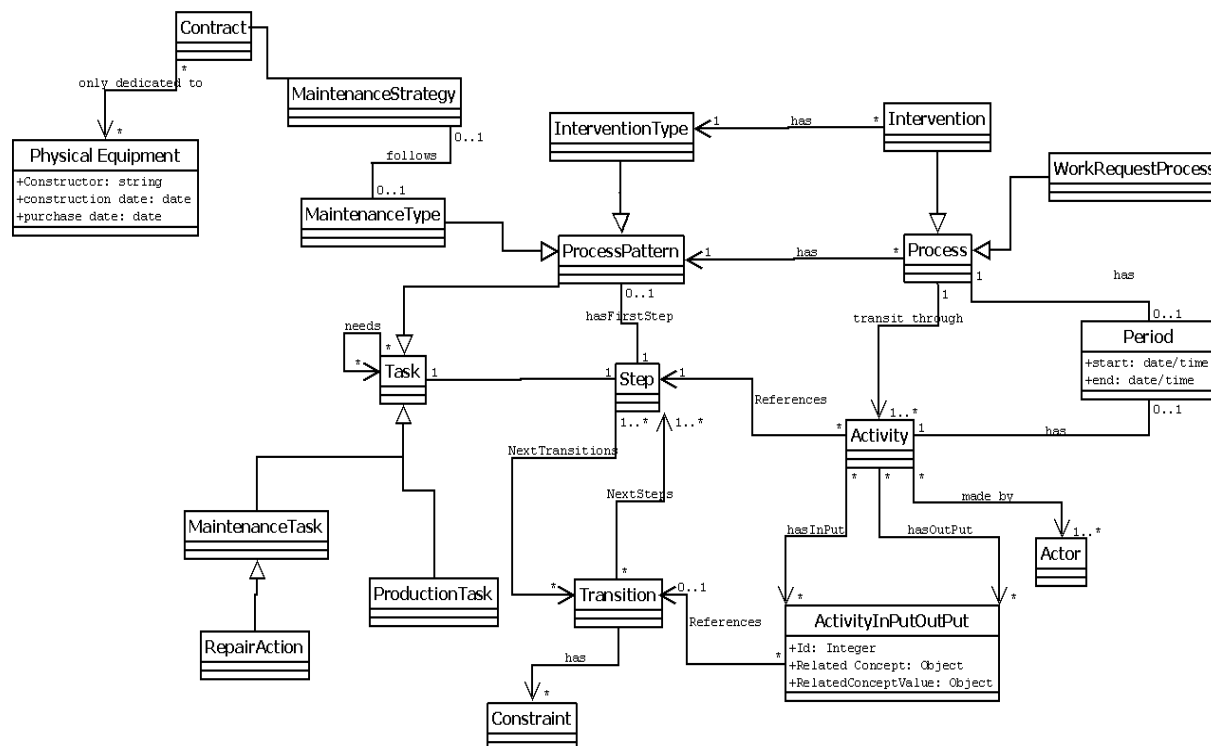 Contract
only dedicated to
*
*
MaintenanceStrategy
0..1
follows
0..1
Physical Equipment
+Constructor: string
+construction date: date
+purchase date: date
MaintenanceType
InterventionType
1
has
*
Intervention
WorkRequestProcess
ProcessPattern
1
has
*
Process
0..1
hasFirstStep
1
1
1
has
transit through
0..1
Period
+start: date/time
+end: date/time
0..1
needs
*
*
Task
1
1
Step
1
References
*
1..*
Activity
1
has
1..*
1..*
NextTransitions
NextSteps
*
*
*
made by
1..*
Actor
hasInPut
hasOutPut
MaintenanceTask
ProductionTask
RepairAction
*
*
Transition
0..1
References
*
*
*
ActivityInPutOutPut
+Id: Integer
+Related Concept: Object
+RelatedConceptValue: Object
has
*
Constraint